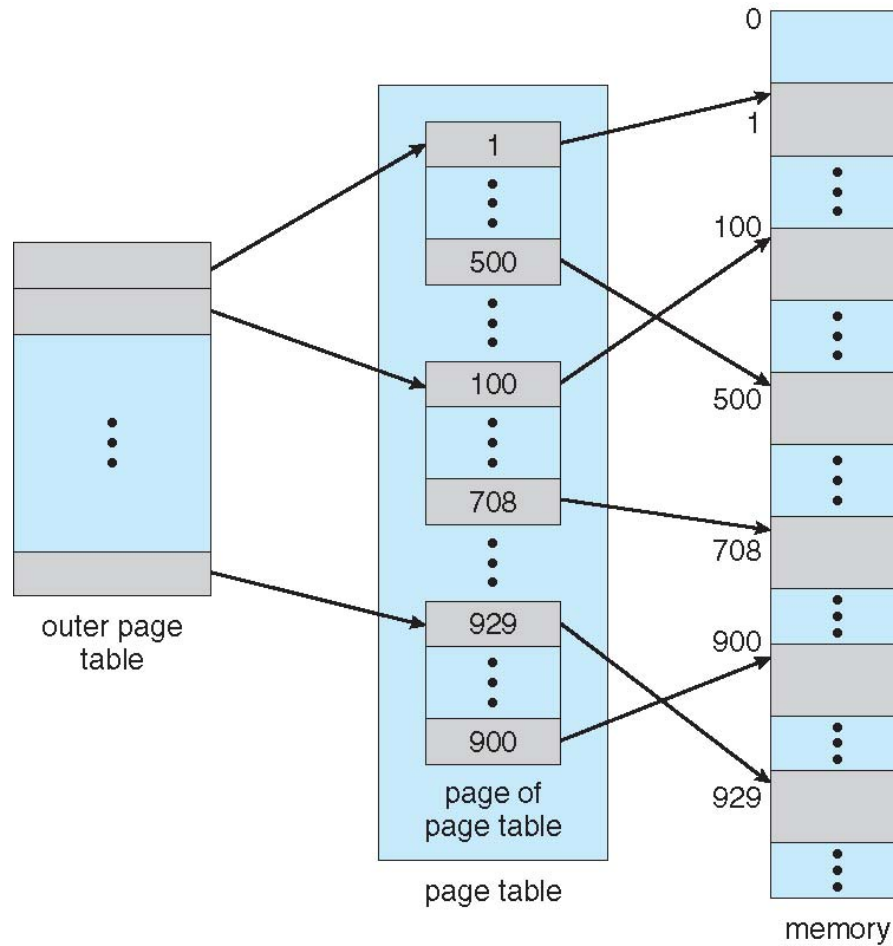 0
1
100
500
708
900
929
1
500
100
708
929
900
outer page
table
page of
page table
page table
memory